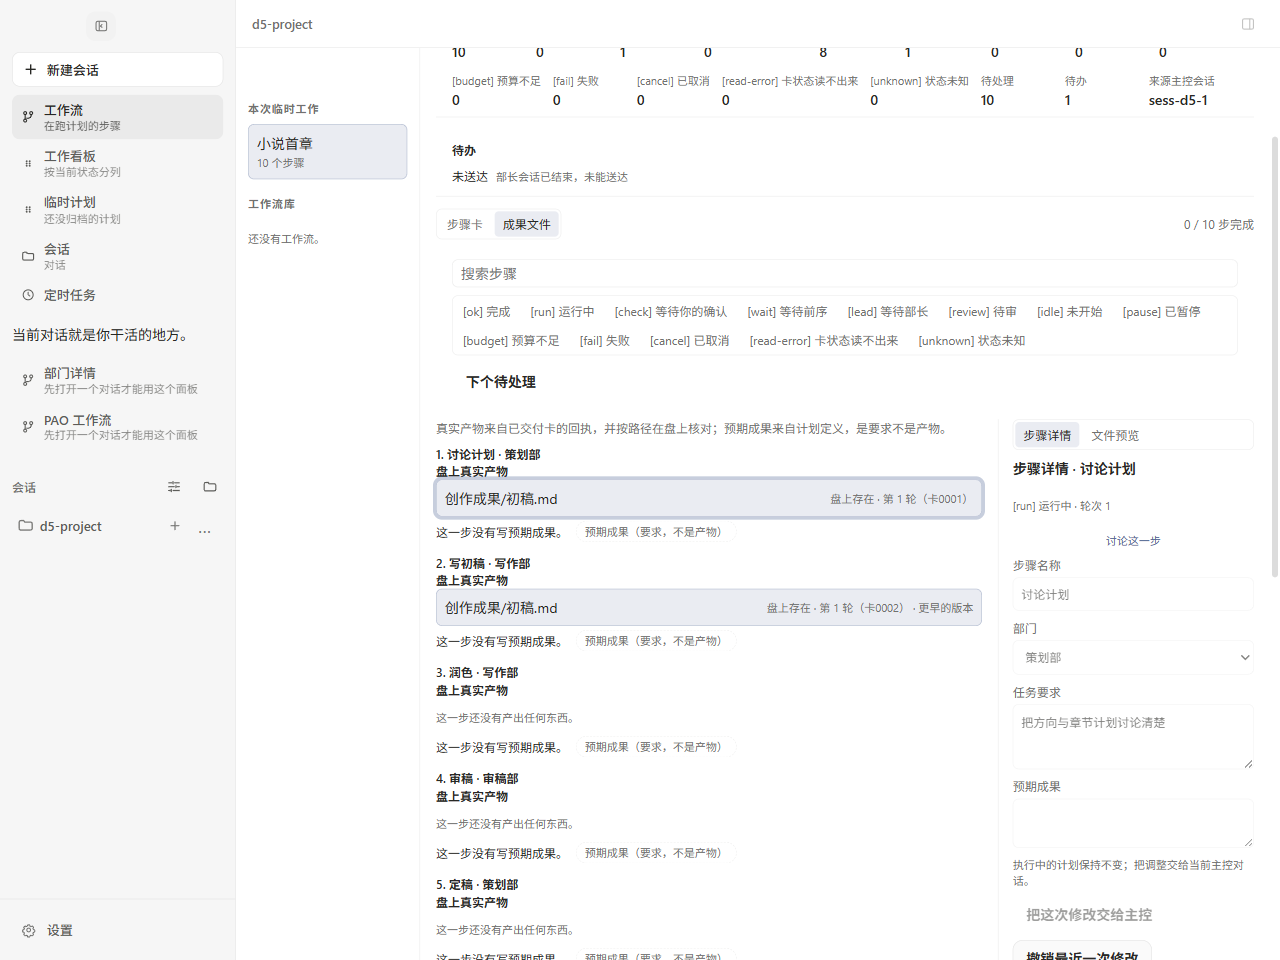 d5-project
新建会话
工作流
在跑计划的步骤
工作看板
按当前状态分列
临时计划
还没归档的计划
会话
对话
定时任务
当前对话就是你干活的地方。
部门详情
先打开一个对话才能用这个面板
PAO 工作流
先打开一个对话才能用这个面板
会话
d5-project
设置
本次临时工作
小说首章
10 个步骤
工作流库
还没有工作流。
10 0 1 0 8 1 0 0 0
[budget] 预算不足 [fail] 失败 [cancel] 已取消 [read-error] 卡状态读不出来 [unknown] 状态未知 待处理 待办 来源主控会话
0 0 0 0 0 10 1 sess-d5-1
待办
未送达 部长会话已结束，未能送达
步骤卡 成果文件 0 / 10 步完成
搜索步骤
[ok] 完成 [run] 运行中 [check] 等待你的确认 [wait] 等待前序 [lead] 等待部长 [review] 待审 [idle] 未开始 [pause] 已暂停
[budget] 预算不足 [fail] 失败 [cancel] 已取消 [read-error] 卡状态读不出来 [unknown] 状态未知
下个待处理
真实产物来自已交付卡的回执，并按路径在盘上核对；预期成果来自计划定义，是要求不是产物。
1. 讨论计划 · 策划部
盘上真实产物
创作成果/初稿.md 盘上存在 · 第 1 轮（卡0001）
这一步没有写预期成果。 预期成果（要求，不是产物）
2. 写初稿 · 写作部
盘上真实产物
创作成果/初稿.md 盘上存在 · 第 1 轮（卡0002） · 更早的版本
这一步没有写预期成果。 预期成果（要求，不是产物）
3. 润色 · 写作部
盘上真实产物
这一步还没有产出任何东西。
这一步没有写预期成果。 预期成果（要求，不是产物）
4. 审稿 · 审稿部
盘上真实产物
这一步还没有产出任何东西。
这一步没有写预期成果。 预期成果（要求，不是产物）
5. 定稿 · 策划部
盘上真实产物
这一步还没有产出任何东西。
这一步没有写预期成果。 预期成果（要求，不是产物）
步骤详情 文件预览
步骤详情 · 讨论计划
[run] 运行中 · 轮次 1
讨论这一步
步骤名称
讨论计划
部门
策划部
任务要求
把方向与章节计划讨论清楚
预期成果
执行中的计划保持不变；把调整交给当前主控对
话。
把这次修改交给主控
撤销最近一次修改